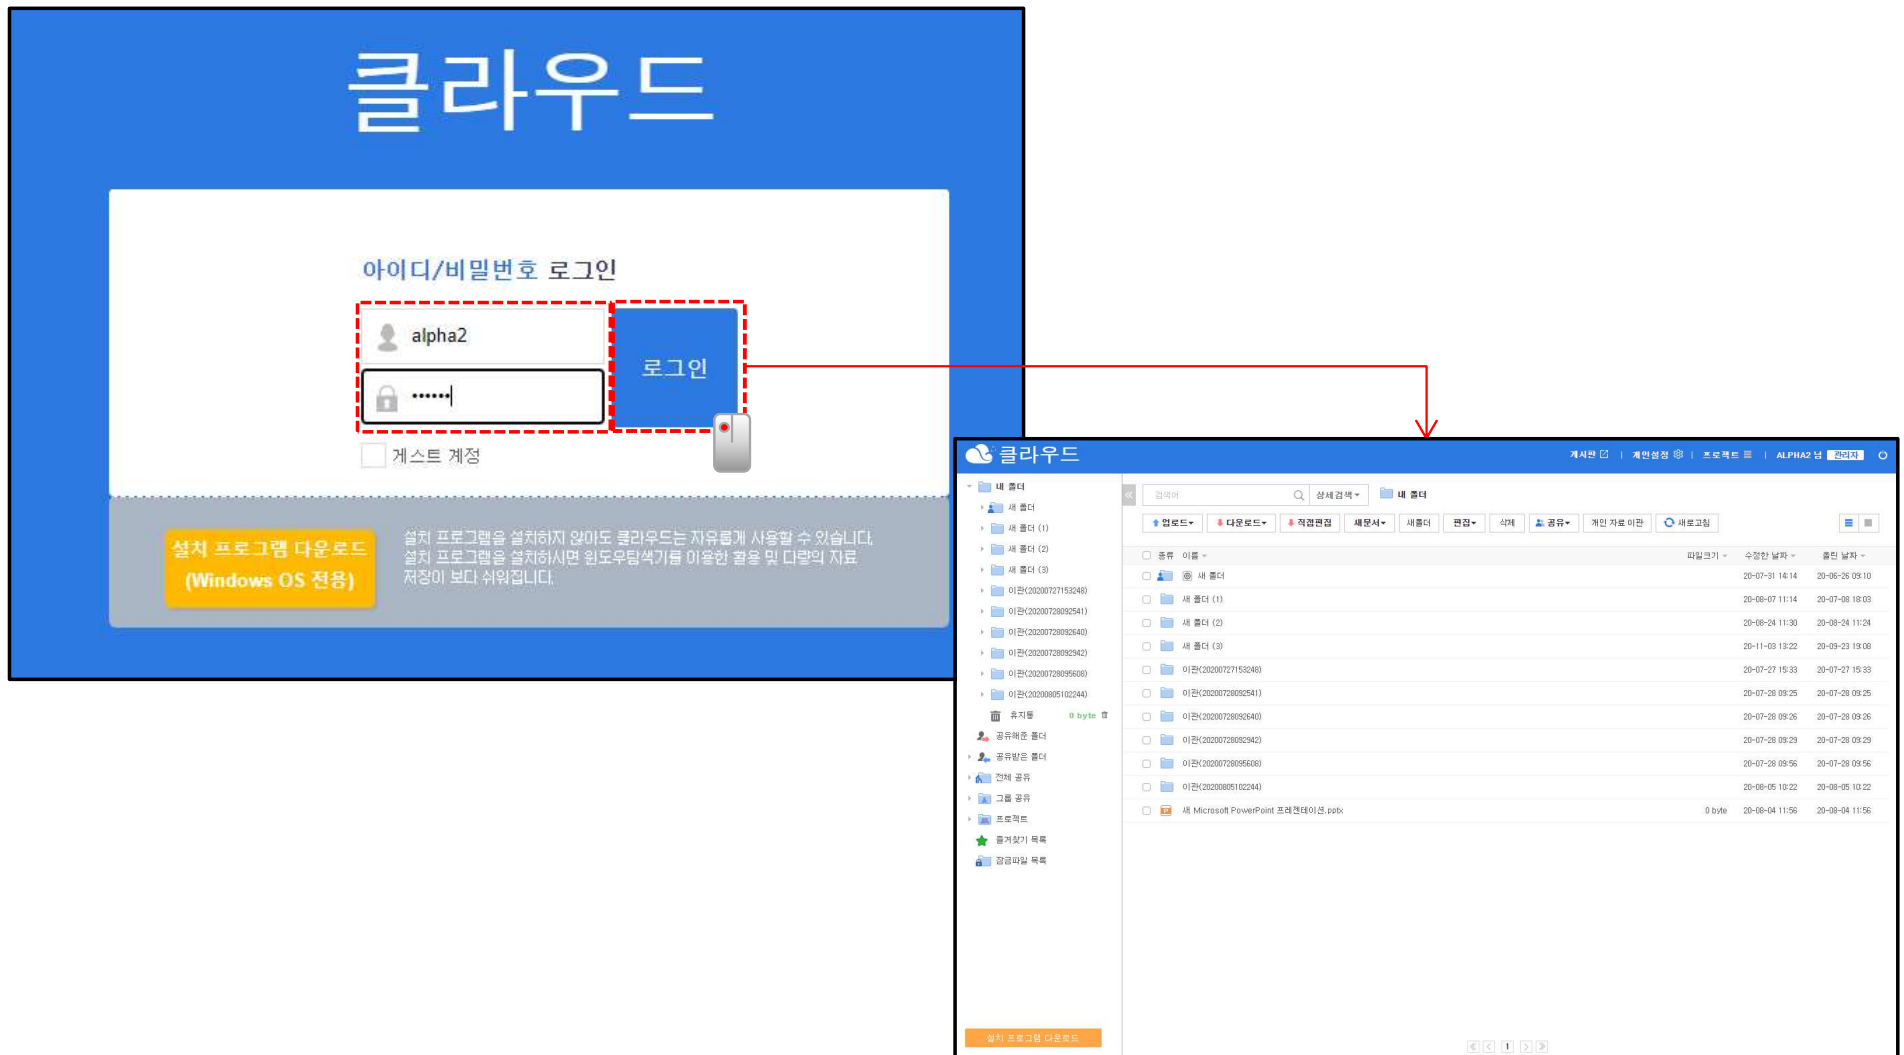 클라우드
아이디/비밀번호 로그인
alpha2
••••••
로그인
게스트 계정
설치 프로그램 다운로드
(Windows OS 전용)
설치 프로그램을 설치하지 않아도 클라우드는 자유롭게 사용할 수 있습니다.
설치 프로그램을 설치하시면 윈도우탐색기를 이용한 활용 및 다량의 자료
저장이 보다 쉬워집니다.
클라우드
게시판 | 개인설정 | 프로젝트 | ALPHA2 님 관리자
내 폴더
새 폴더
새 폴더 (1)
새 폴더 (2)
새 폴더 (3)
이관(20200727153248)
이관(20200728092541)
이관(20200728092640)
이관(20200728092942)
이관(20200728095608)
이관(20200805102244)
휴지통 0 byte
공유해준 폴더
공유받은 폴더
전체 공유
그룹 공유
프로젝트
즐겨찾기 목록
잠금파일 목록
설치 프로그램 다운로드
검색어 상세검색 내 폴더
업로드 다운로드 직접편집 새문서 새폴더 편집 삭제 공유 개인 자료 이관 새로고침
종류 이름 파일크기 수정한 날짜 올린 날짜
새 폴더 20-07-31 14:14 20-06-26 09:10
새 폴더 (1) 20-08-07 11:14 20-07-08 18:03
새 폴더 (2) 20-08-24 11:30 20-08-24 11:24
새 폴더 (3) 20-11-03 13:22 20-09-23 19:08
이관(20200727153248) 20-07-27 15:33 20-07-27 15:33
이관(20200728092541) 20-07-28 09:25 20-07-28 09:25
이관(20200728092640) 20-07-28 09:26 20-07-28 09:26
이관(20200728092942) 20-07-28 09:29 20-07-28 09:29
이관(20200728095608) 20-07-28 09:56 20-07-28 09:56
이관(20200805102244) 20-08-05 10:22 20-08-05 10:22
새 Microsoft PowerPoint 프레젠테이션.pptx 0 byte 20-08-04 11:56 20-08-04 11:56
1